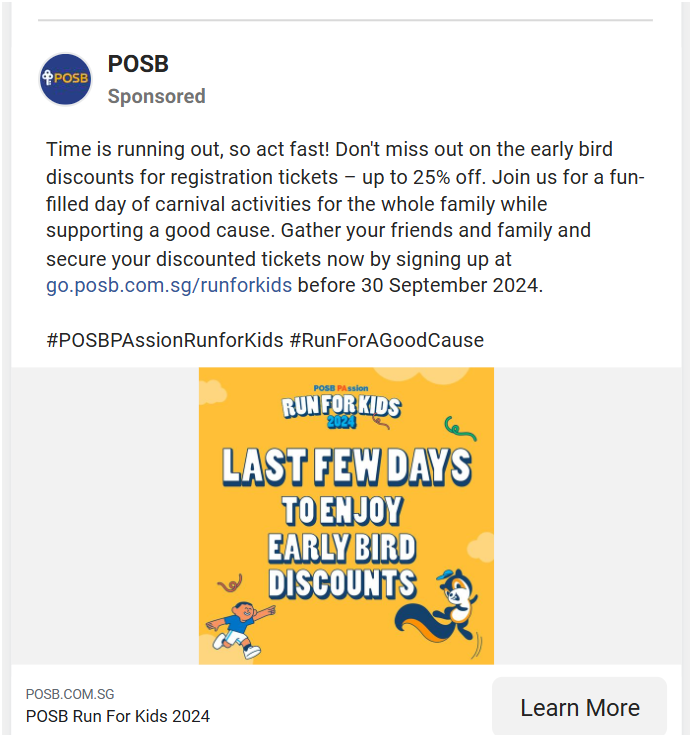 POSB
POSB
Sponsored
Time is running out, so act fast! Don't miss out on the early bird
discounts for registration tickets – up to 25% off. Join us for a fun-
filled day of carnival activities for the whole family while
supporting a good cause. Gather your friends and family and
secure your discounted tickets now by signing up at
go.posb.com.sg/runforkids before 30 September 2024.
#POSBPAssionRunforKids #RunForAGoodCause
POSB PAssion
RUN FOR KIDS
2024
LAST FEW DAYS
TO ENJOY
EARLY BIRD
DISCOUNTS
POSB.COM.SG
POSB Run For Kids 2024
Learn More